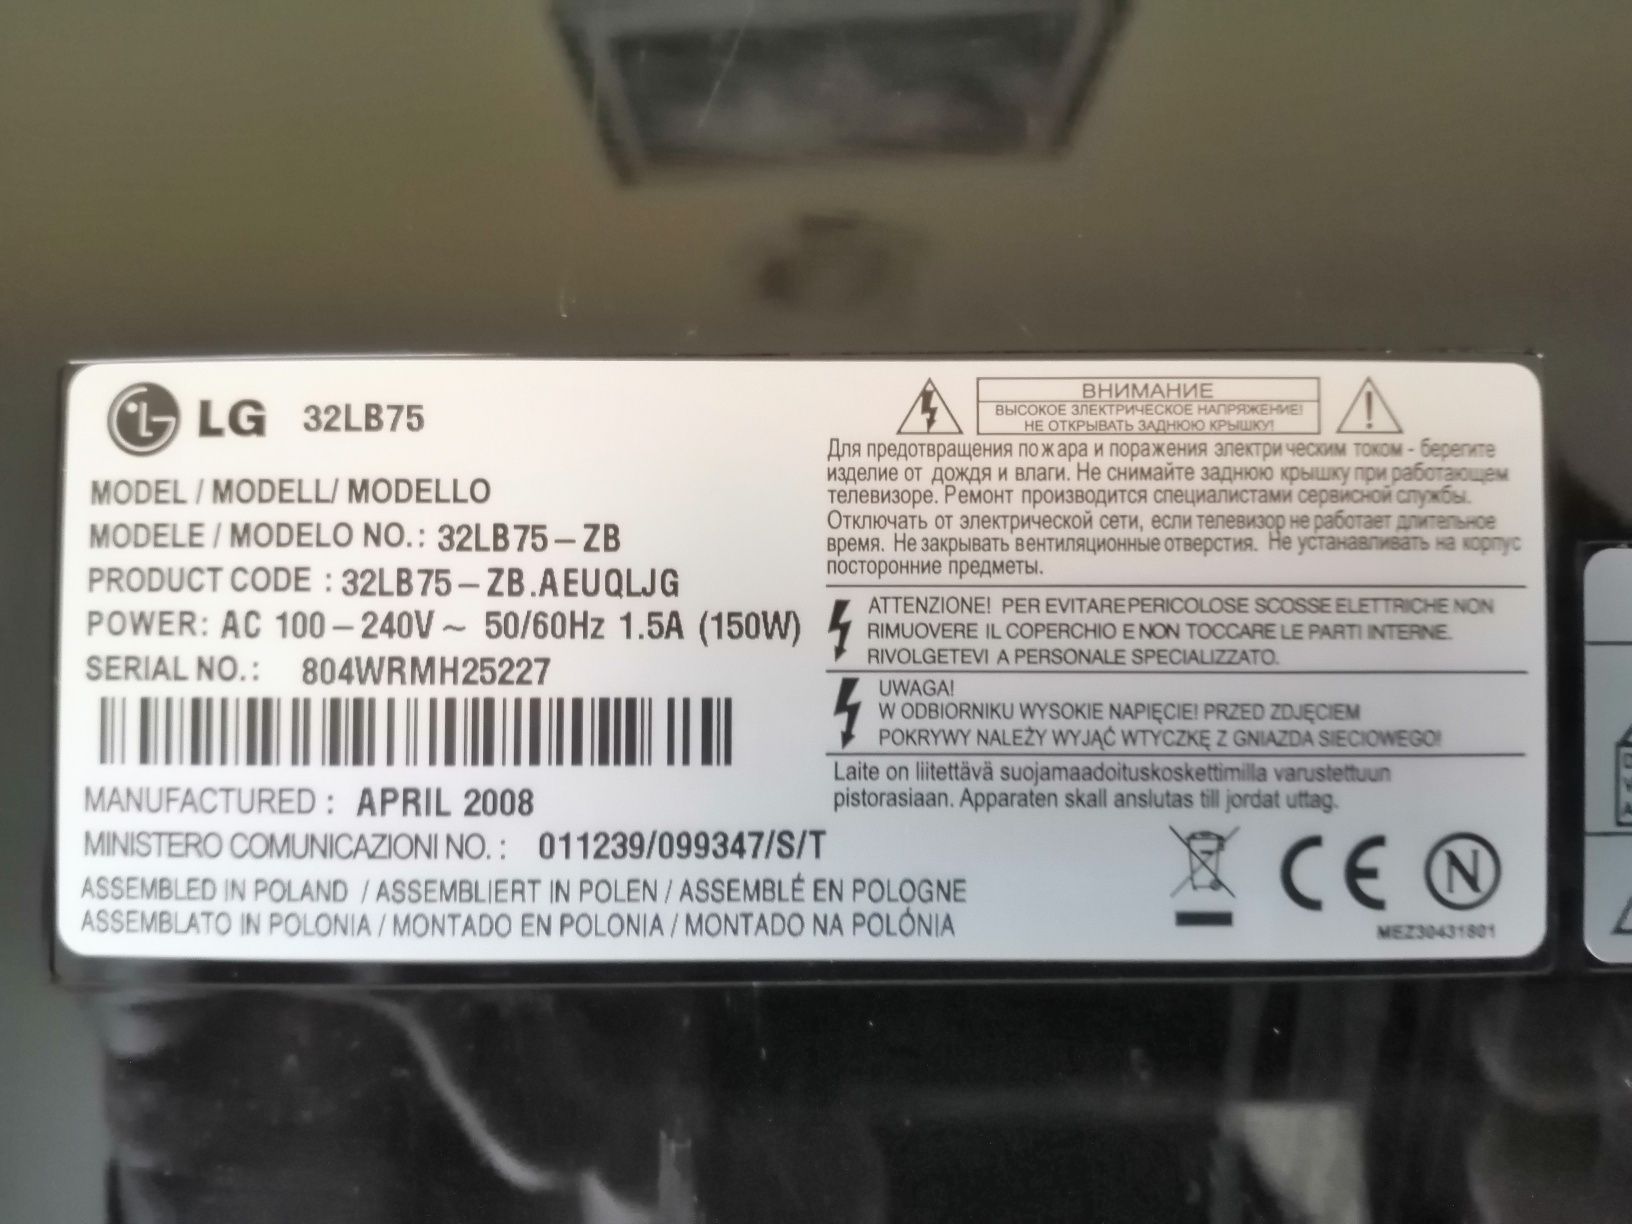 LG 32LB75
MODEL / MODELL/ MODELLO
MODELE / MODELO NO.: 32LB75-ZB
PRODUCT CODE : 32LB75-ZB.AEUQLJG
POWER: AC 100-240V~ 50/60Hz 1.5A (150W)
SERIAL NO.: 804WRMH25227
MANUFACTURED : APRIL 2008
MINISTERO COMUNICAZIONI NO. : 011239/099347/S/T
ASSEMBLED IN POLAND / ASSEMBLIERT IN POLEN / ASSEMBLÉ EN POLOGNE
ASSEMBLATO IN POLONIA / MONTADO EN POLONIA / MONTADO NA POLÓNIA
ВНИМАНИЕ
ВЫСОКОЕ ЭЛЕКТРИЧЕСКОЕ НАПРЯЖЕНИЕ!
НЕ ОТКРЫВАТЬ ЗАДНЮЮ КРЫШКУ!
Для предотвращения пожара и поражения электрическим током - берегите
изделие от дождя и влаги. Не снимайте заднюю крышку при работающем
телевизоре. Ремонт производится специалистами сервисной службы.
Отключать от электрической сети, если телевизор не работает длительное
время. Не закрывать вентиляционные отверстия. Не устанавливать на корпус
посторонние предметы.
ATTENZIONE! PER EVITARE PERICOLOSE SCOSSE ELETTRICHE NON
RIMUOVERE IL COPERCHIO E NON TOCCARE LE PARTI INTERNE.
RIVOLGETEVI A PERSONALE SPECIALIZZATO.
UWAGA!
W ODBIORNIKU WYSOKIE NAPIĘCIE! PRZED ZDJĘCIEM
POKRYWY NALEŻY WYJĄĆ WTYCZKĘ Z GNIAZDA SIECIOWEGO!
Laite on liitettävä suojamaadoituskoskettimilla varustettuun
pistorasiaan. Apparaten skall anslutas till jordat uttag.
CE N
MEZ30431801